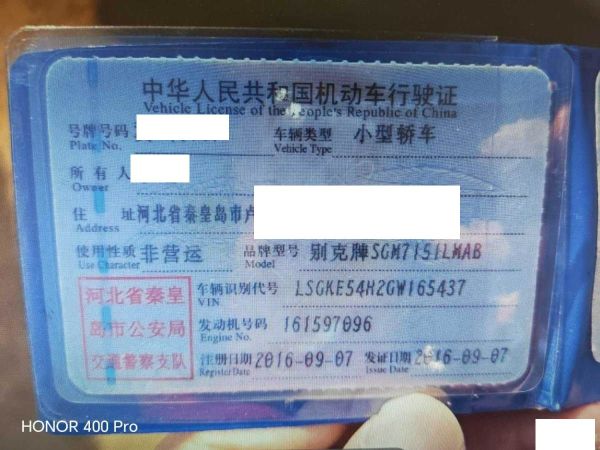 中华人民共和国机动车行驶证
Vehicle License of the People's Republic of China
号牌号码 车辆类型 小型轿车
Plate No. Vehicle Type
所有人
Owner
住址 河北省秦皇岛市卢
Address
使用性质 非营运 品牌型号 别克牌SGM7151LMAB
Use Character Model
河北省秦皇
岛市公安局
交通警察支队
车辆识别代号 LSGKE54H2GW165437
VIN
发动机号码 161597096
Engine No.
注册日期 2016-09-07 发证日期 2016-09-07
Register Date Issue Date
HONOR 400 Pro